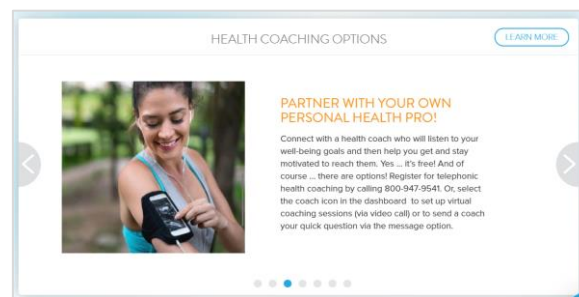 HEALTH COACHING OPTIONS
LEARN MORE
PARTNER WITH YOUR OWN
PERSONAL HEALTH PRO!
Connect with a health coach who will listen to your
well-being goals and then help you get and stay
motivated to reach them. Yes ... it's free! And of
course ... there are options! Register for telephonic
health coaching by calling 800-947-9541. Or, select
the coach icon in the dashboard to set up virtual
coaching sessions (via video call) or to send a coach
your quick question via the message option.